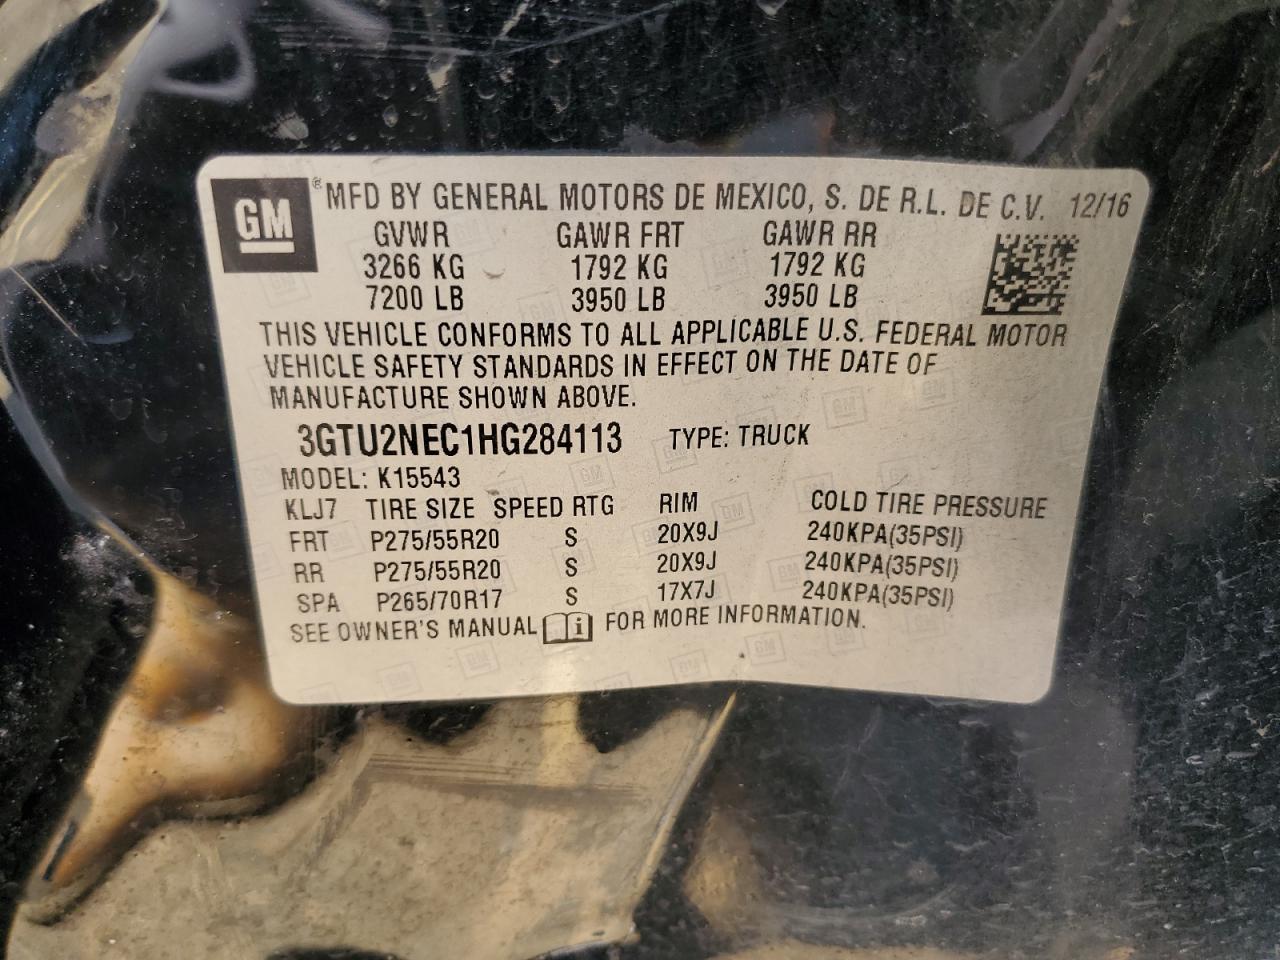 GM ® MFD BY GENERAL MOTORS DE MEXICO, S. DE R.L. DE C.V. 12/16
GVWR GAWR FRT GAWR RR
3266 KG 1792 KG 1792 KG
7200 LB 3950 LB 3950 LB
THIS VEHICLE CONFORMS TO ALL APPLICABLE U.S. FEDERAL MOTOR
VEHICLE SAFETY STANDARDS IN EFFECT ON THE DATE OF
MANUFACTURE SHOWN ABOVE.
3GTU2NEC1HG284113 TYPE: TRUCK
MODEL: K15543
KLJ7 TIRE SIZE SPEED RTG RIM COLD TIRE PRESSURE
FRT P275/55R20 S 20X9J 240KPA(35PSI)
RR P275/55R20 S 20X9J 240KPA(35PSI)
SPA P265/70R17 S 17X7J 240KPA(35PSI)
SEE OWNER'S MANUAL i FOR MORE INFORMATION.